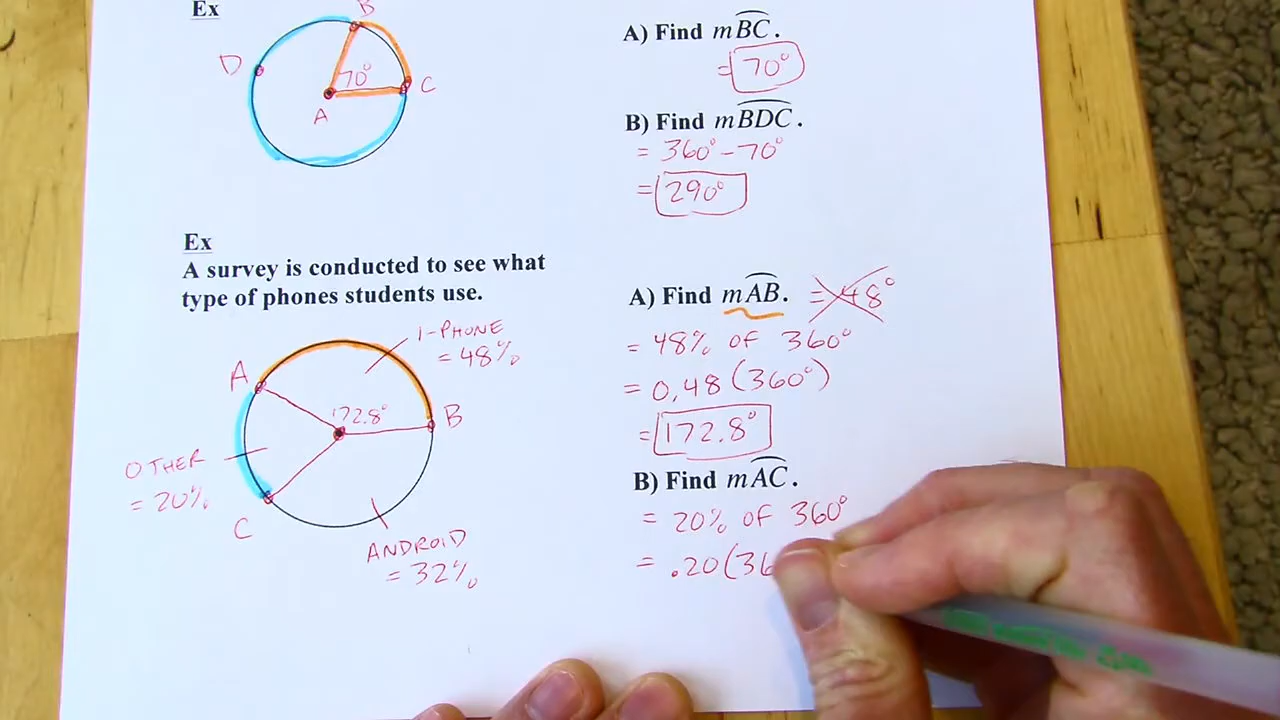 Ex
B
D
70°
C
A
A) Find mBC.
= 70°
B) Find mBDC.
= 360° - 70°
= 290°
Ex
A survey is conducted to see what
type of phones students use.
I-PHONE
= 48%
A
172.8°
B
OTHER
= 20%
C
ANDROID
= 32%
A) Find mAB. = 48°
= 48% OF 360°
= 0.48(360°)
= 172.8°
B) Find mAC.
= 20% OF 360°
= .20(36